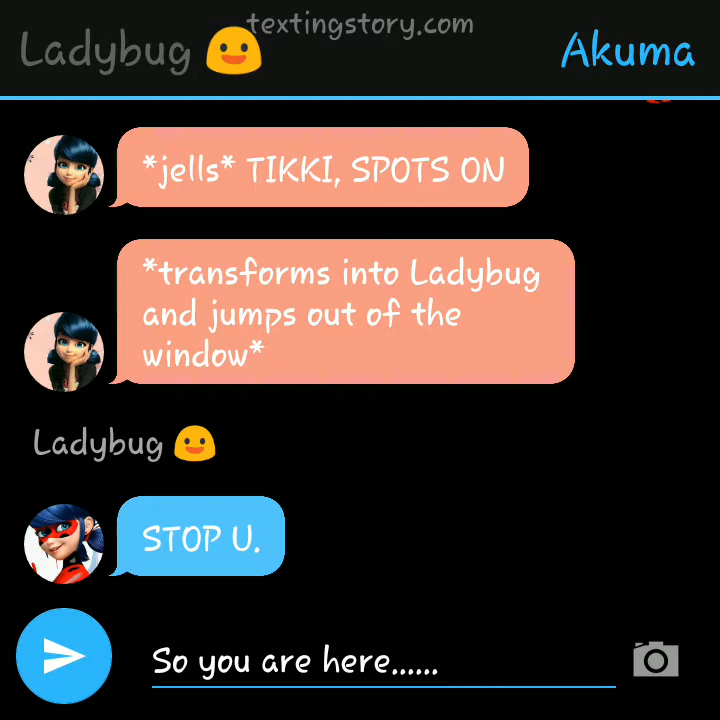 textingstory.com
Ladybug 😃
Akuma
*jells* TIKKI, SPOTS ON
*transforms into Ladybug
and jumps out of the
window*
Ladybug 😃
STOP U.
So you are here......